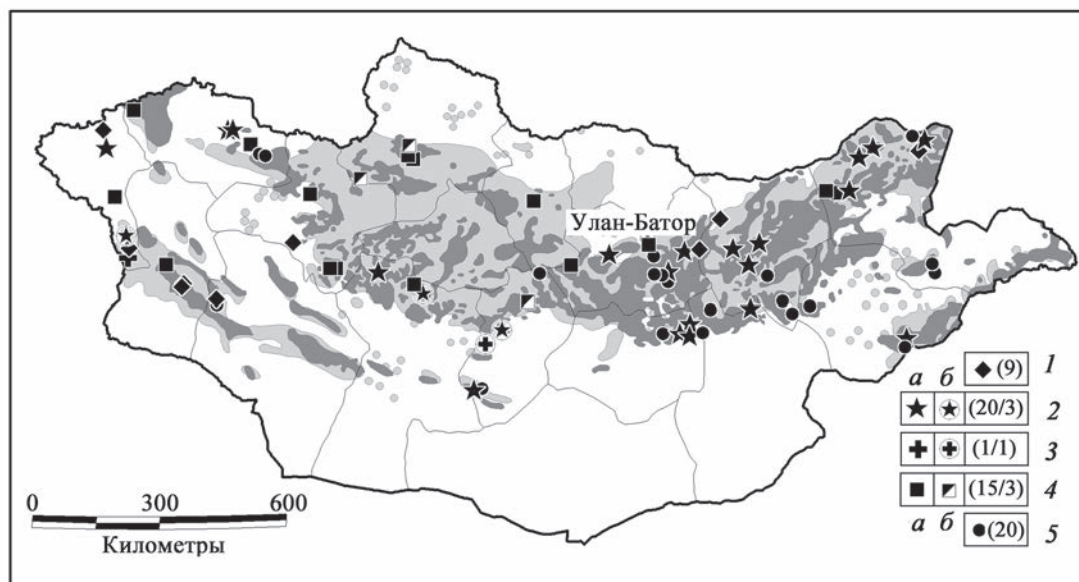 Улан-Батор
а б (9) 1
(20/3) 2
(1/1) 3
(15/3) 4
а б (20) 5
0 300 600
Километры